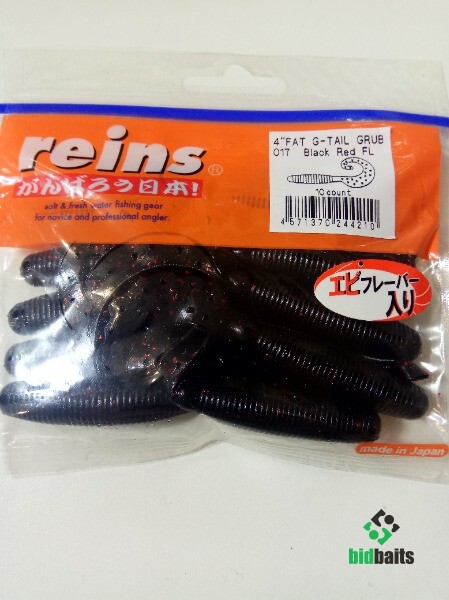 reins®
がんばろう日本!
salt & fresh water fishing gear
for novice and professional angler.
4"FAT G-TAIL GRUB
017 Black Red FL
10 count
4 571370 244210
エビフレーバー
入り
made in Japan
bidbaits